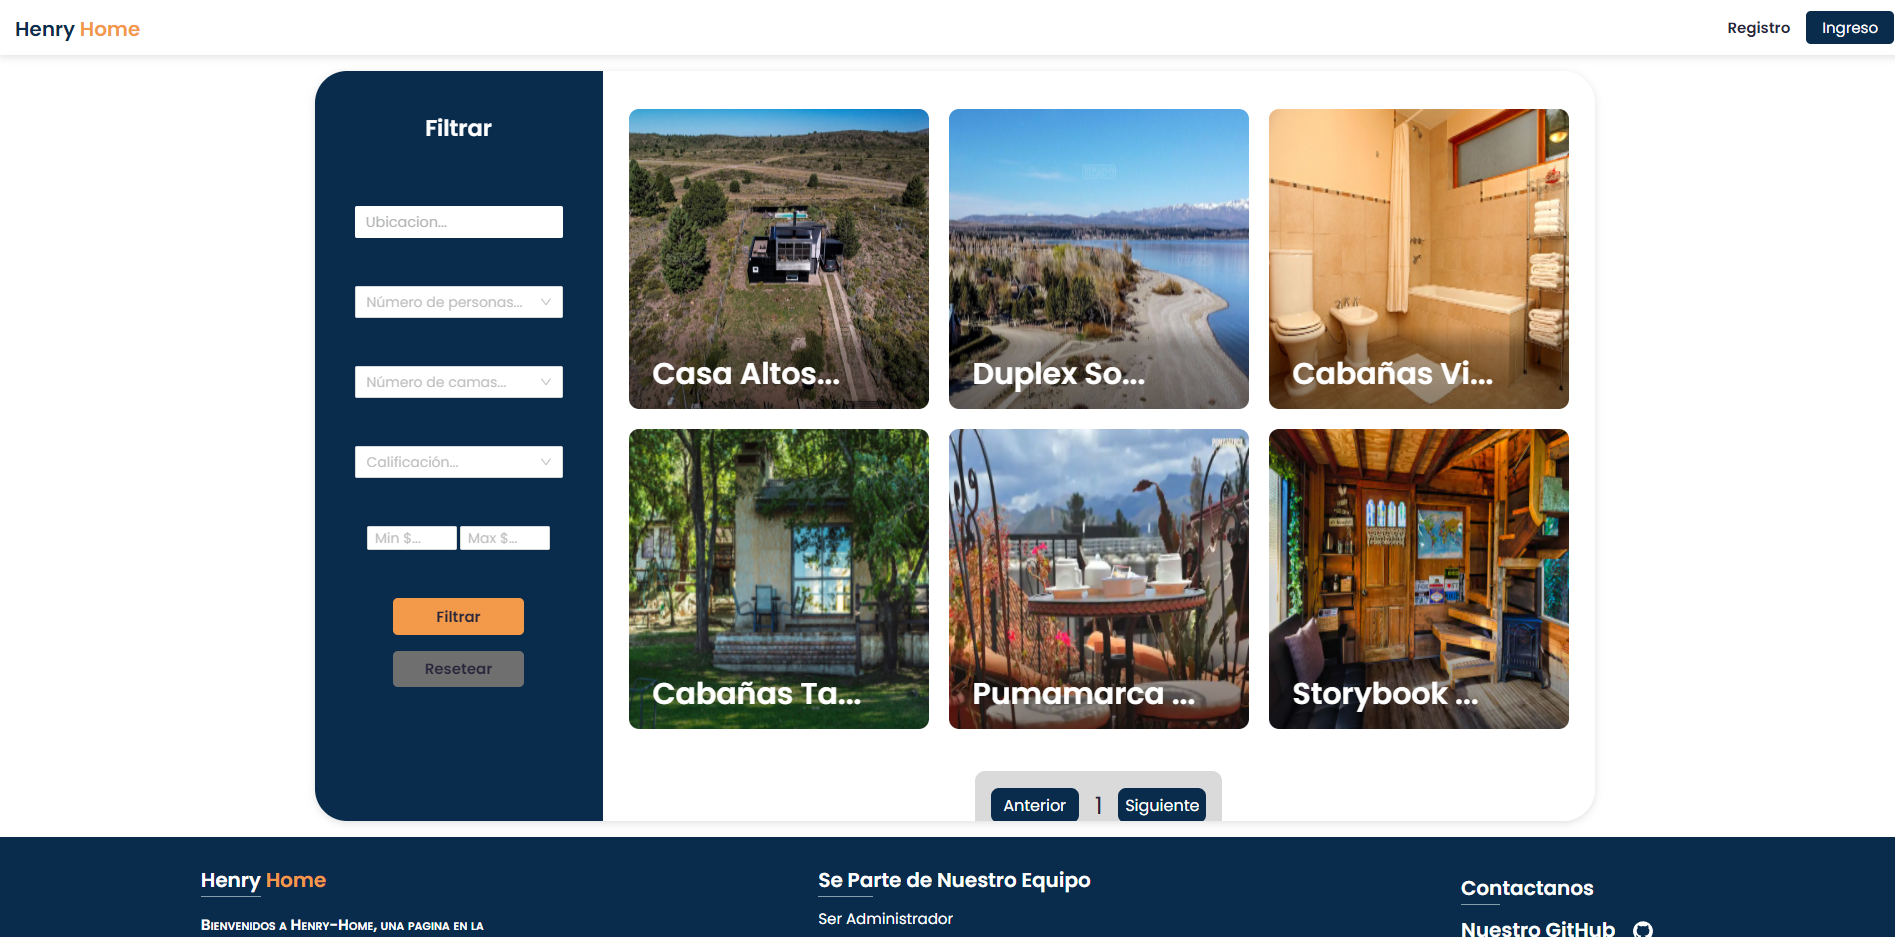 Henry Home
Registro
Ingreso
Filtrar
Ubicacion...
Número de personas...
Número de camas...
Calificación...
Min $...
Max $...
Filtrar
Resetear
Casa Altos...
Duplex So...
Cabañas Vi...
Cabañas Ta...
Pumamarca ...
Storybook ...
Anterior
1
Siguiente
Henry Home
Bienvenidos a Henry-Home, una pagina en la
Se Parte de Nuestro Equipo
Ser Administrador
Contactanos
Nuestro GitHub